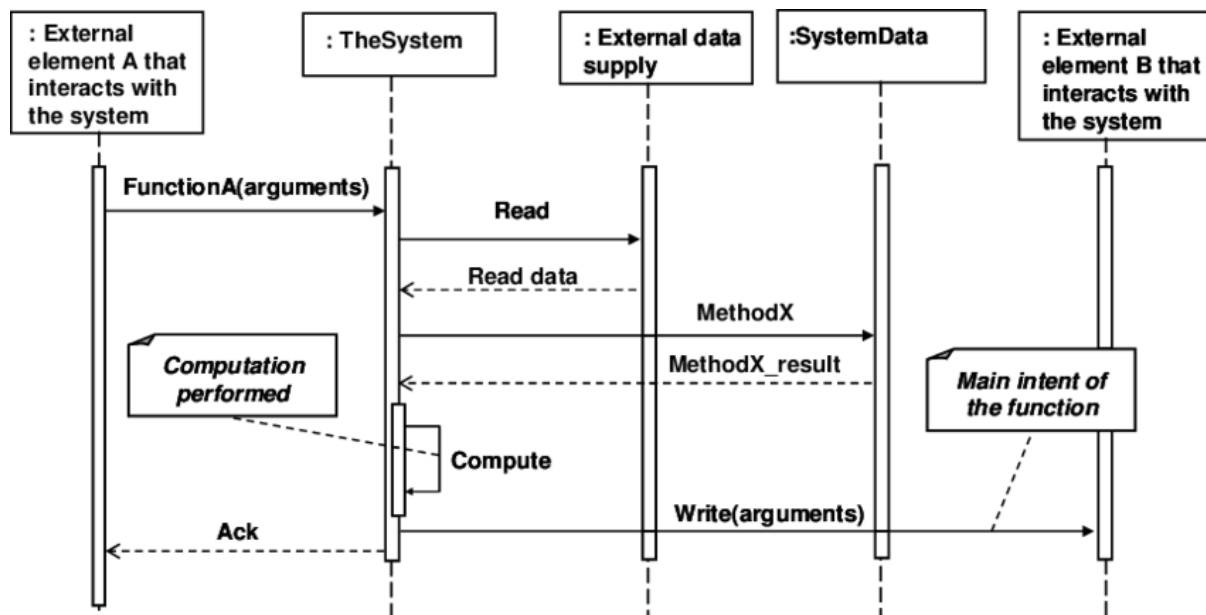 : External
element A that
interacts with
the system
: TheSystem
: External data
supply
:SystemData
: External
element B that
interacts with
the system
FunctionA(arguments)
Read
Read data
MethodX
MethodX_result
Computation
performed
Main intent of
the function
Compute
Write(arguments)
Ack